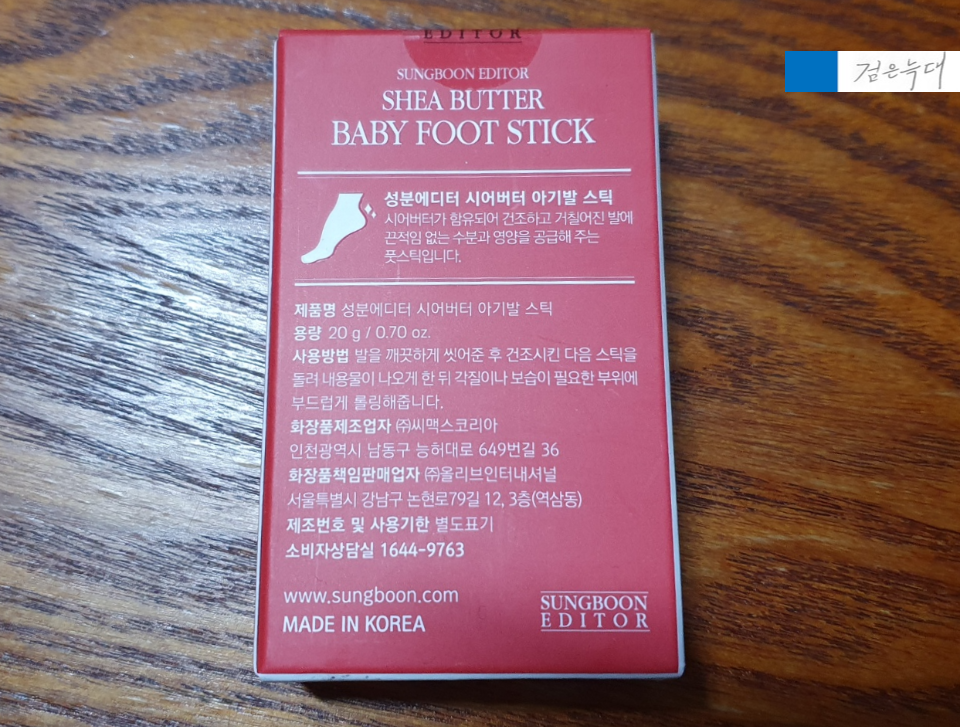 검은늑대
EDITOR
SUNGBOON EDITOR
SHEA BUTTER
BABY FOOT STICK
성분에디터 시어버터 아기발 스틱
시어버터가 함유되어 건조하고 거칠어진 발에
끈적임 없는 수분과 영양을 공급해 주는
풋스틱입니다.
제품명 성분에디터 시어버터 아기발 스틱
용량 20 g / 0.70 oz.
사용방법 발을 깨끗하게 씻어준 후 건조시킨 다음 스틱을
돌려 내용물이 나오게 한 뒤 각질이나 보습이 필요한 부위에
부드럽게 롤링해줍니다.
화장품제조업자 ㈜씨맥스코리아
인천광역시 남동구 능허대로 649번길 36
화장품책임판매업자 ㈜올리브인터내셔널
서울특별시 강남구 논현로79길 12, 3층(역삼동)
제조번호 및 사용기한 별도표기
소비자상담실 1644-9763
www.sungboon.com
MADE IN KOREA
SUNGBOON
EDITOR